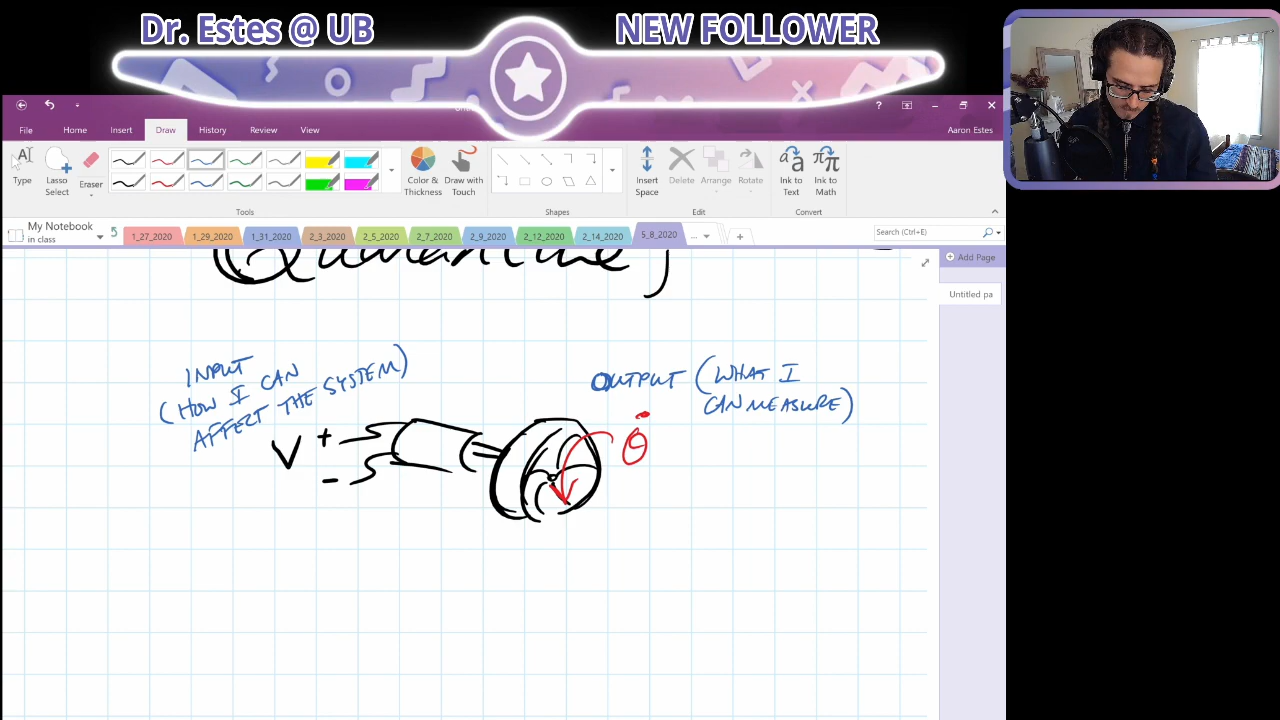 Dr. Estes @ UB
NEW FOLLOWER
File
Home
Insert
Draw
History
Review
View
Aaron Estes
Type
Lasso
Select
Eraser
Color &
Thickness
Draw with
Touch
Insert
Space
Delete
Arrange
Rotate
Ink to
Text
Ink to
Math
Tools
Shapes
Edit
Convert
My Notebook
in class
1_27_2020
1_29_2020
1_31_2020
2_3_2020
2_5_2020
2_7_2020
2_9_2020
2_12_2020
2_14_2020
5_8_2020
...
Search (Ctrl+E)
Add Page
Untitled pa
INPUT
(HOW I CAN
AFFECT THE SYSTEM)
OUTPUT (WHAT I
CAN MEASURE)
V + -
θ̇